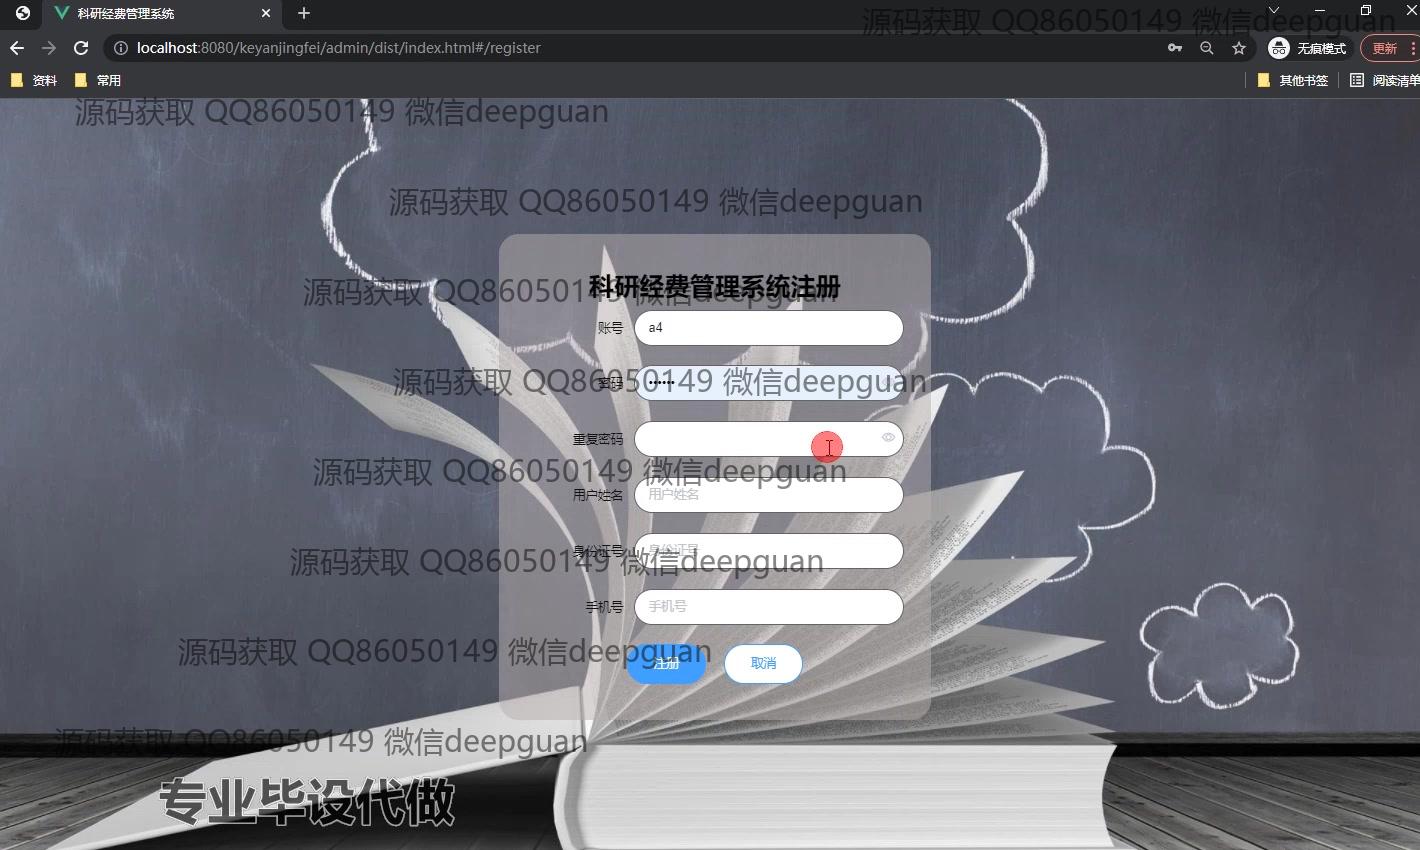 科研经费管理系统
源码获取 QQ86050149 微信deepguan
localhost:8080/keyanjingfei/admin/dist/index.html#/register
无痕模式
更新
资料
常用
其他书签
阅读清单
源码获取 QQ86050149 微信deepguan
源码获取 QQ86050149 微信deepguan
科研经费管理系统注册
源码获取 QQ86050149 微信deepguan
账号
a4
密码
••••••
源码获取 QQ86050149 微信deepguan
重复密码
源码获取 QQ86050149 微信deepguan
用户姓名
用户姓名
身份证号
身份证号
源码获取 QQ86050149 微信deepguan
手机号
手机号
源码获取 QQ86050149 微信deepguan
注册
取消
源码获取 QQ86050149 微信deepguan
专业毕设代做